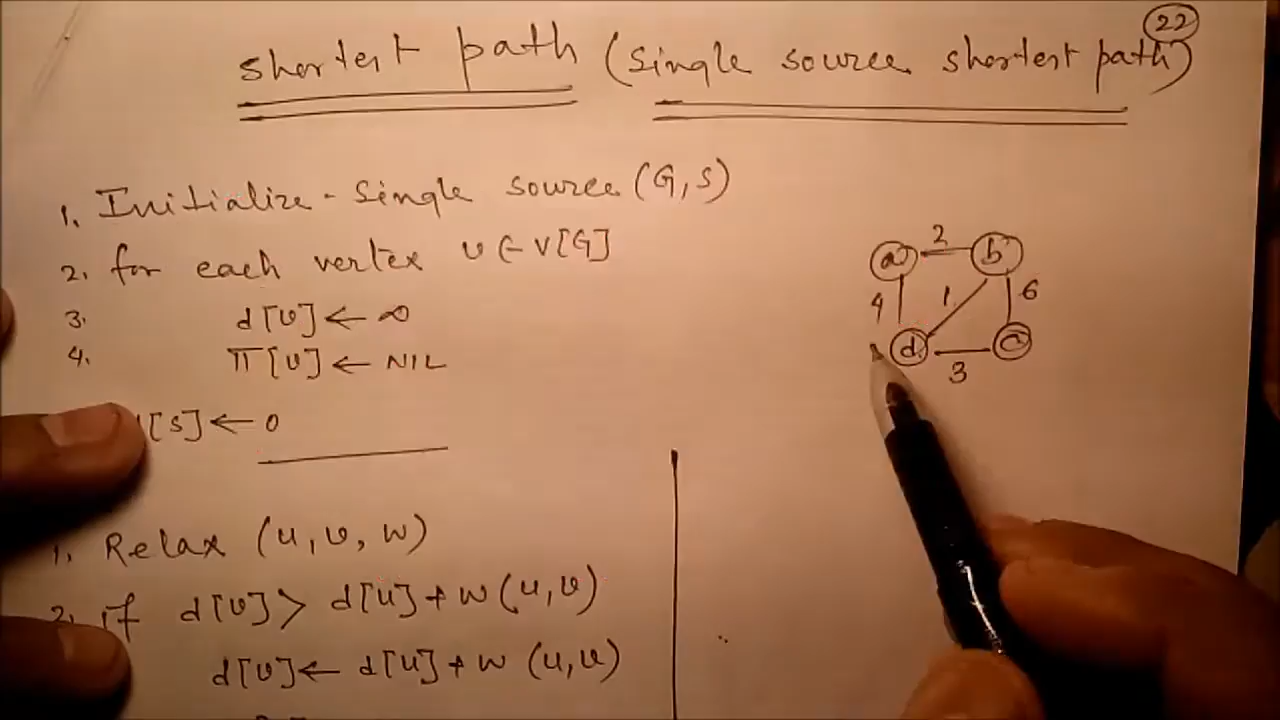 22
shortest path (single source shortest path)
1. Initialize-single source (G,S)
2. for each vertex v ∈ V[G]
3. d[v] ← ∞
4. π[v] ← NIL
[S] ← 0
1. Relax (u, v, w)
2. if d[v] > d[u] + w (u,v)
d[v] ← d[u] + w (u,v)
a 2 b
4 1 6
d 3